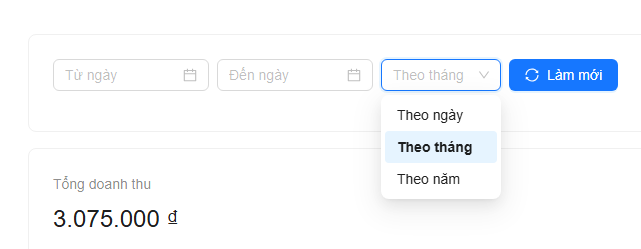 Từ ngày
Đến ngày
Theo tháng
Làm mới
Theo ngày
Theo tháng
Theo năm
Tổng doanh thu
3.075.000 ₫